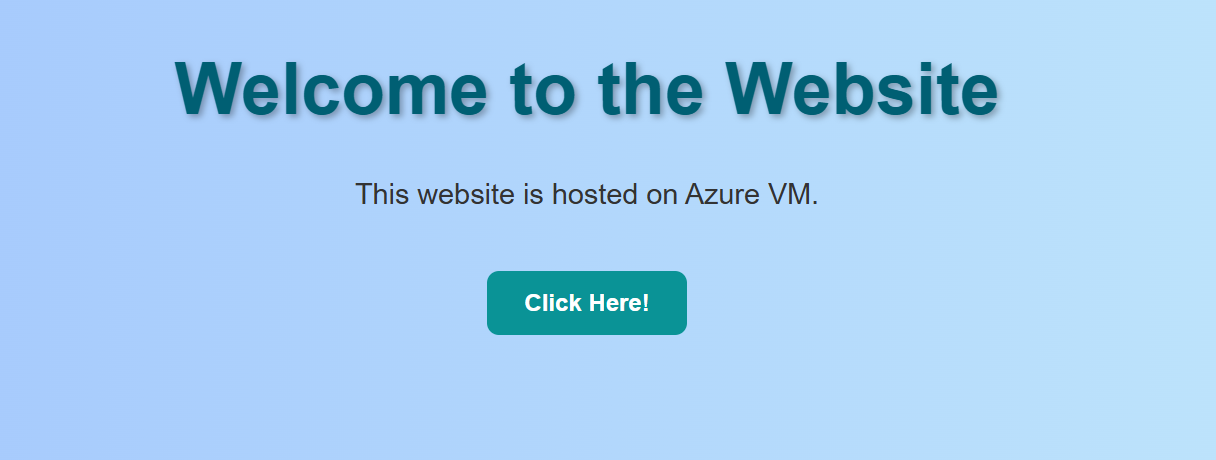 Welcome to the Website
This website is hosted on Azure VM.
Click Here!